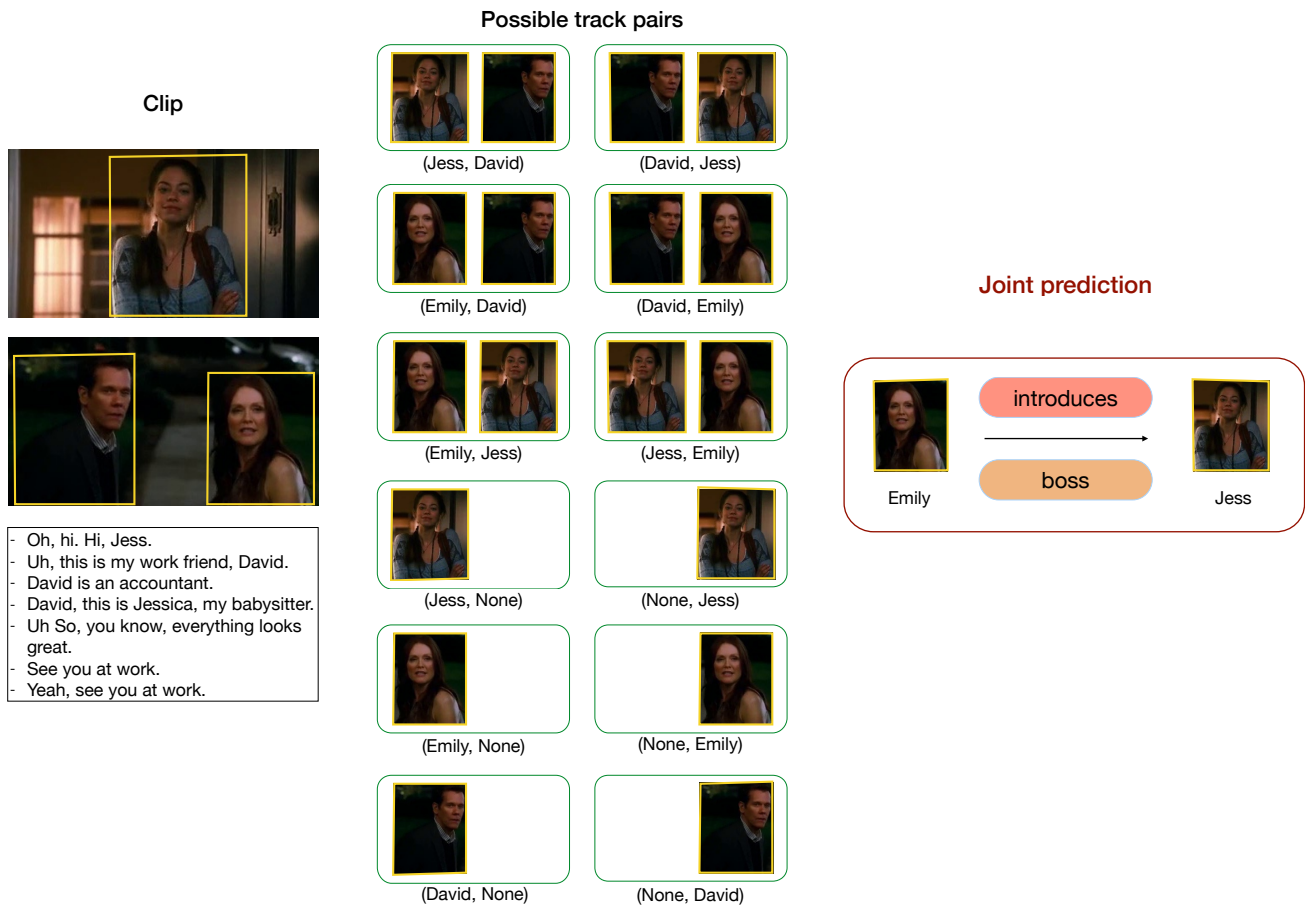 Possible track pairs
Clip
(Jess, David)
(David, Jess)
(Emily, David)
(David, Emily)
(Emily, Jess)
(Jess, Emily)
(Jess, None)
(None, Jess)
(Emily, None)
(None, Emily)
(David, None)
(None, David)
- Oh, hi. Hi, Jess.
- Uh, this is my work friend, David.
- David is an accountant.
- David, this is Jessica, my babysitter.
- Uh So, you know, everything looks
great.
- See you at work.
- Yeah, see you at work.
Joint prediction
introduces
boss
Emily
Jess